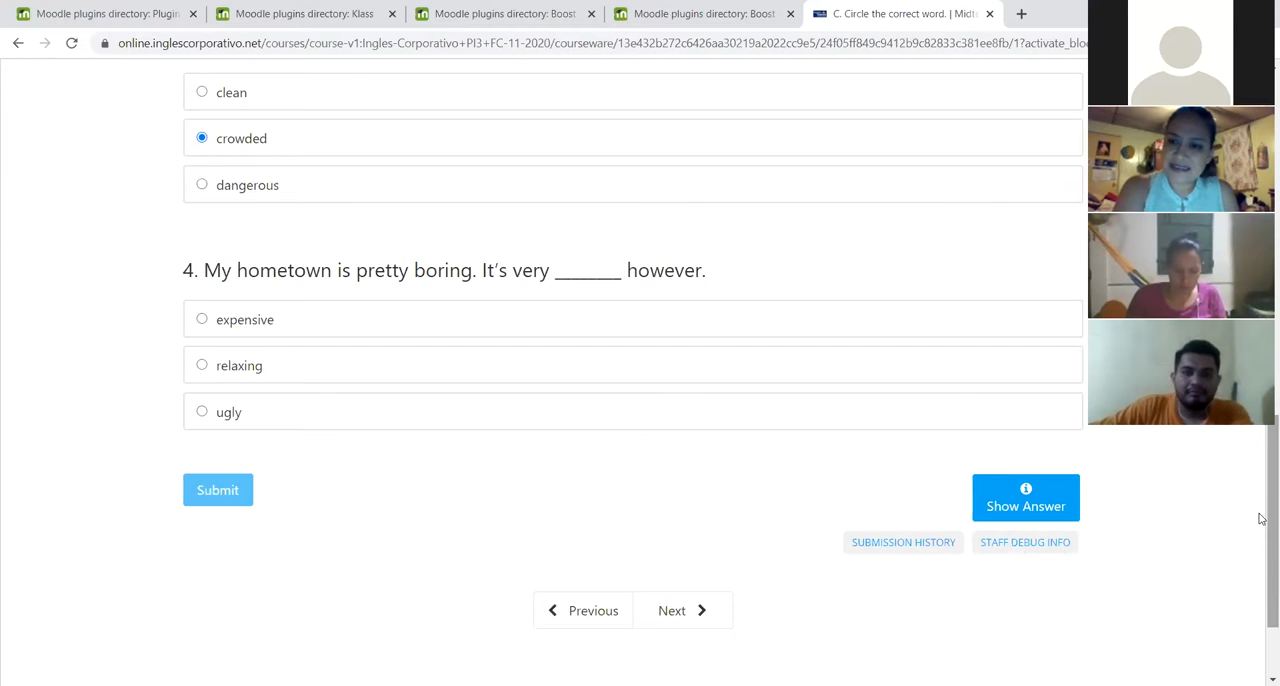 Moodle plugins directory: Plugin
Moodle plugins directory: Klass
Moodle plugins directory: Boost
Moodle plugins directory: Boost
C. Circle the correct word. | Midt
online.inglescorporativo.net/courses/course-v1:Ingles-Corporativo+PI3+FC-11-2020/courseware/13e432b272c6426aa30219a2022cc9e5/24f05ff849c9412b9c82833c381ee8fb/1?activate_blo
clean
crowded
dangerous
4. My hometown is pretty boring. It's very ________ however.
expensive
relaxing
ugly
Submit
Show Answer
SUBMISSION HISTORY
STAFF DEBUG INFO
Previous
Next